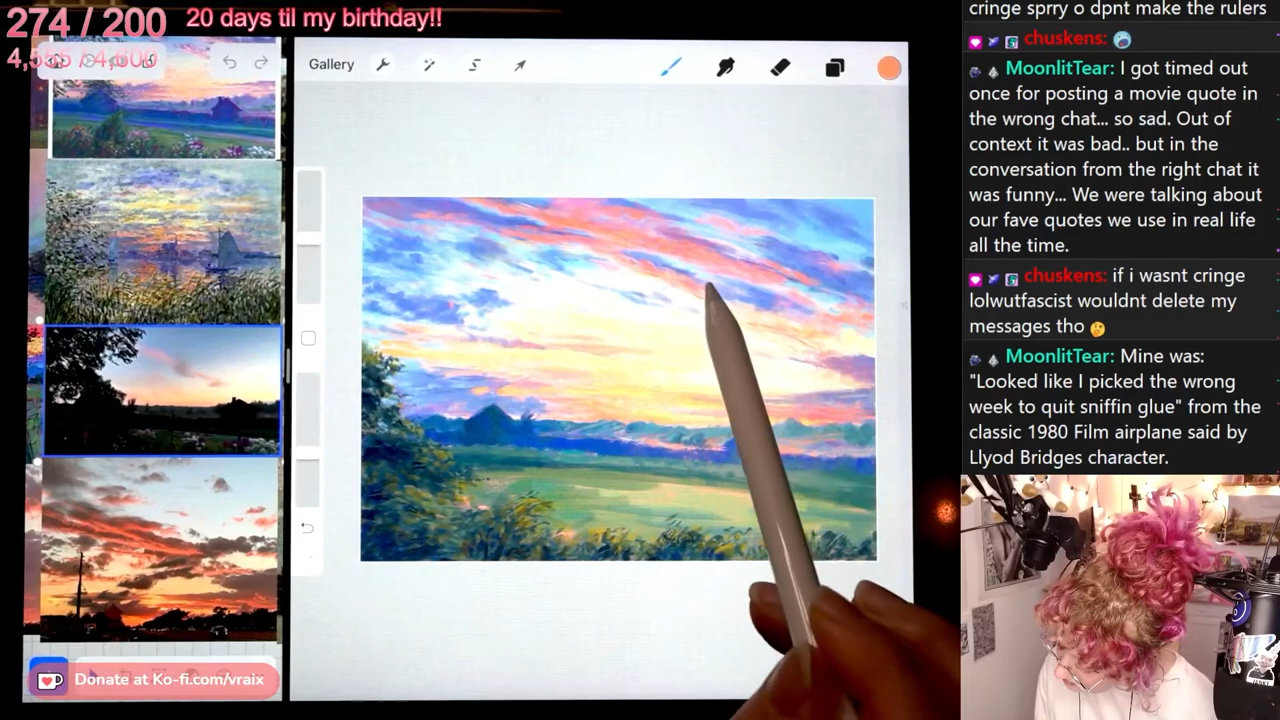 274 / 200
20 days til my birthday!!
4,555 / 4,600
Gallery
Donate at Ko-fi.com/vraix
cringe sprry o dpnt make the rulers
chuskens:
MoonlitTear: I got timed out
once for posting a movie quote in
the wrong chat... so sad. Out of
context it was bad.. but in the
conversation from the right chat it
was funny... We were talking about
our fave quotes we use in real life
all the time.
chuskens: if i wasnt cringe
lolwutfascist wouldnt delete my
messages tho
MoonlitTear: Mine was:
"Looked like I picked the wrong
week to quit sniffin glue" from the
classic 1980 Film airplane said by
Llyod Bridges character.